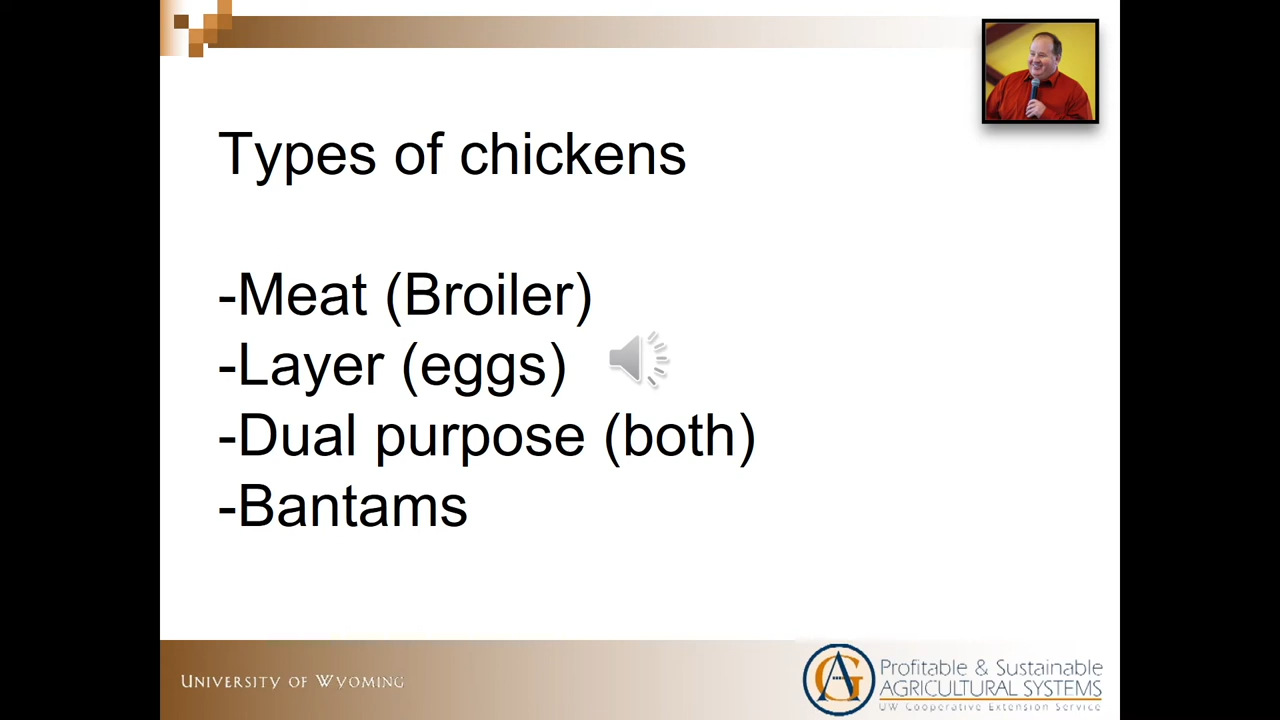 Types of chickens
-Meat (Broiler)
-Layer (eggs)
-Dual purpose (both)
-Bantams
UNIVERSITY OF WYOMING
AG
Profitable & Sustainable
AGRICULTURAL SYSTEMS
UW Cooperative Extension Service